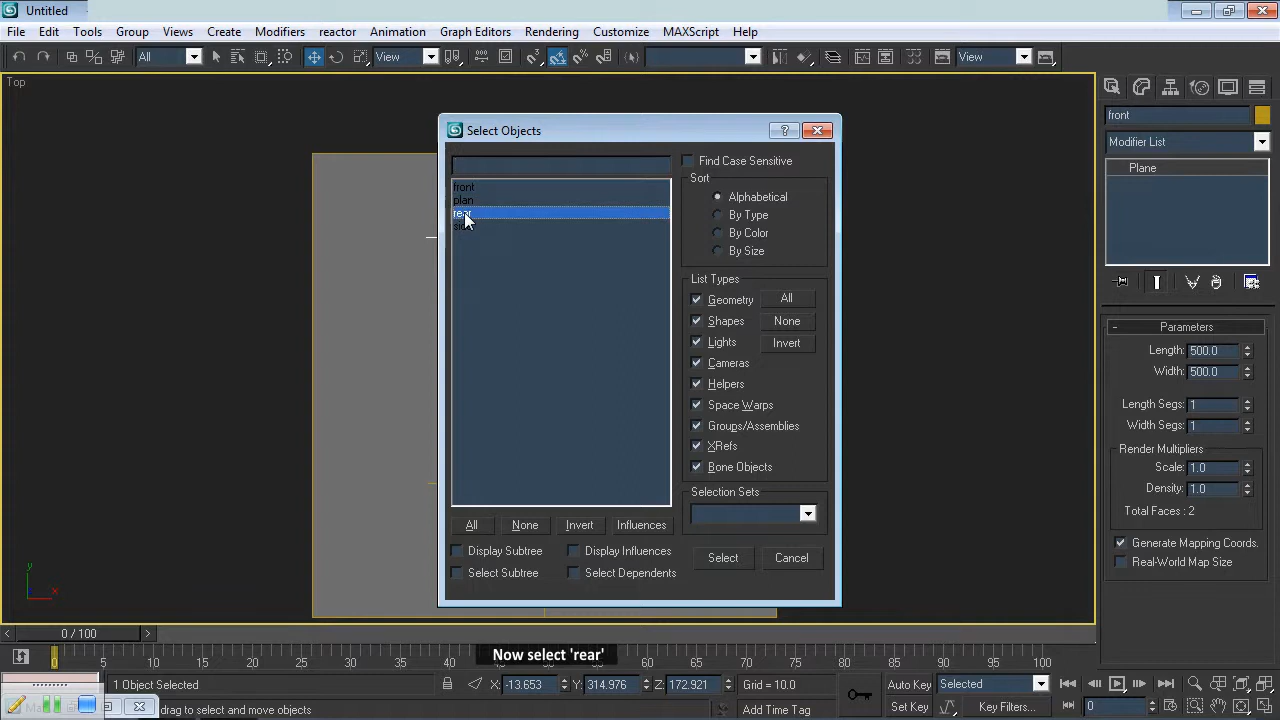 Untitled
File Edit Tools Group Views Create Modifiers reactor Animation Graph Editors Rendering Customize MAXScript Help
All View View
Top
front
Modifier List
Plane
Select Objects
Find Case Sensitive
front
plan
rear
Sort
Alphabetical
By Type
By Color
By Size
List Types
Geometry All
Shapes None
Lights Invert
Cameras
Helpers
Space Warps
Groups/Assemblies
XRefs
Bone Objects
Selection Sets
All None Invert Influences
Display Subtree Display Influences
Select Subtree Select Dependents
Select Cancel
Parameters
Length: 500.0
Width: 500.0
Length Segs: 1
Width Segs: 1
Render Multipliers
Scale: 1.0
Density: 1.0
Total Faces : 2
Generate Mapping Coords.
Real-World Map Size
y
x
0 / 100
0 5 10 15 20 25 30 35 40 45 50 55 60 65 70 75 80 85 90 95 100
Now select 'rear'
1 Object Selected X: -13.653 Y: 314.976 Z: 172.921 Grid = 10.0 Auto Key Selected
drag to select and move objects Add Time Tag Set Key Key Filters... 0